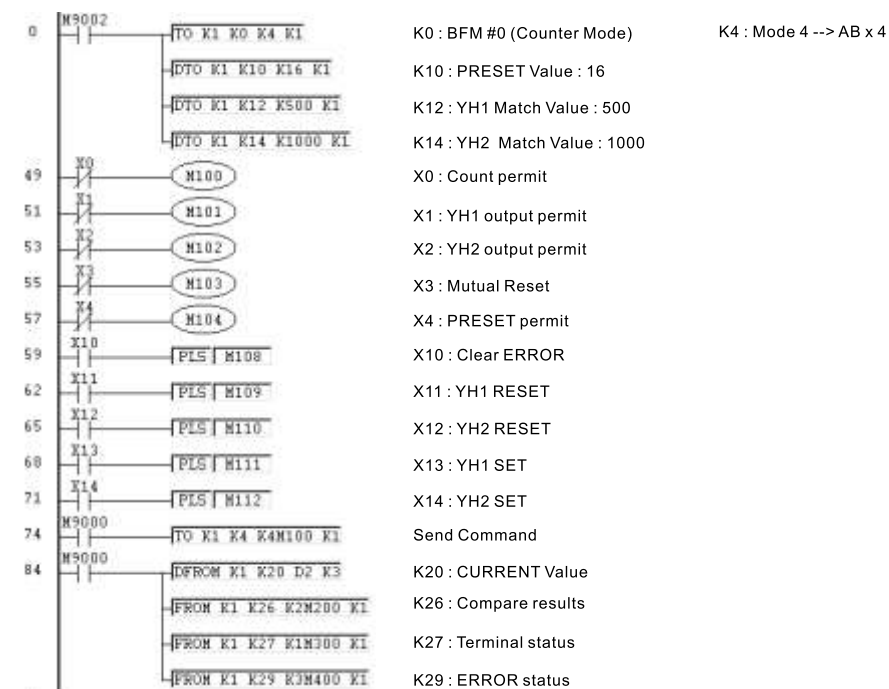 M9002
0 TO K1 K0 K4 K1 K0 : BFM #0 (Counter Mode) K4 : Mode 4 --> AB x 4
DTO K1 K10 K16 K1 K10 : PRESET Value : 16
DTO K1 K12 K500 K1 K12 : YH1 Match Value : 500
DTO K1 K14 K1000 K1 K14 : YH2 Match Value : 1000
X0
49 M100 X0 : Count permit
X1
51 M101 X1 : YH1 output permit
X2
53 M102 X2 : YH2 output permit
X3
55 M103 X3 : Mutual Reset
X4
57 M104 X4 : PRESET permit
X10
59 PLS M108 X10 : Clear ERROR
X11
62 PLS M109 X11 : YH1 RESET
X12
65 PLS M110 X12 : YH2 RESET
X13
68 PLS M111 X13 : YH1 SET
X14
71 PLS M112 X14 : YH2 SET
M9000
74 TO K1 K4 K4M100 K1 Send Command
M9000
84 DFROM K1 K20 D2 K3 K20 : CURRENT Value
FROM K1 K26 K2M200 K1 K26 : Compare results
FROM K1 K27 K1M300 K1 K27 : Terminal status
FROM K1 K29 K3M400 K1 K29 : ERROR status